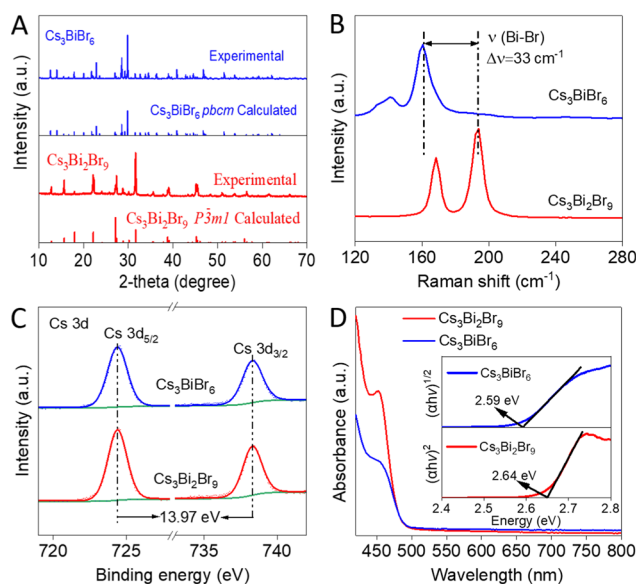 A
Cs3BiBr6
Experimental
Cs3BiBr6 pbcm Calculated
Cs3Bi2Br9
Experimental
Cs3Bi2Br9 P3̄m1 Calculated
Intensity (a.u.)
10 20 30 40 50 60 70
2-theta (degree)
B
ν (Bi-Br)
Δν=33 cm-1
Cs3BiBr6
Cs3Bi2Br9
Intensity (a.u.)
120 160 200 240 280
Raman shift (cm-1)
C
Cs 3d
Cs 3d5/2
Cs 3d3/2
Cs3BiBr6
Cs3Bi2Br9
13.97 eV
Intensity (a.u.)
720 725 735 740
Binding energy (eV)
D
Cs3Bi2Br9
Cs3BiBr6
Absorbance (a.u.)
450 500 550 600 650 700 750 800
Wavelength (nm)
(αhν)1/2
Cs3BiBr6
2.59 eV
(αhν)2
Cs3Bi2Br9
2.64 eV
2.4 2.5 2.6 2.7 2.8
Energy (eV)